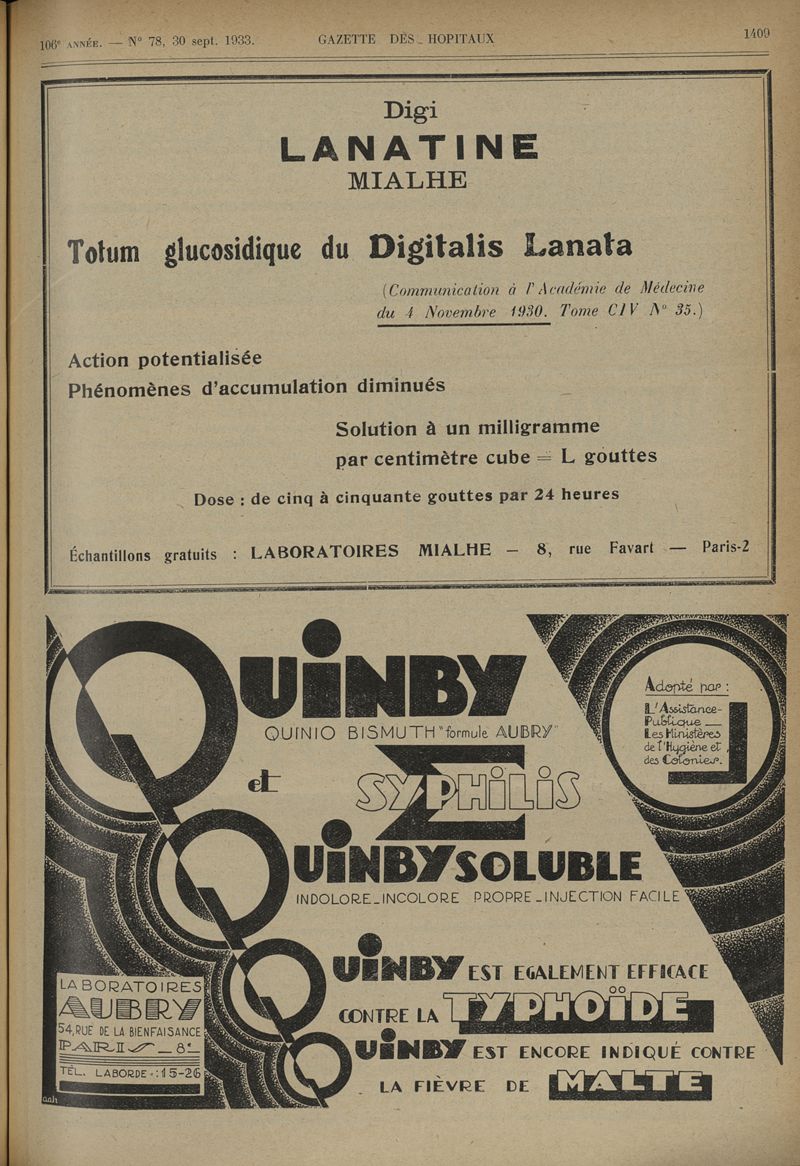 106e ANNÉE. — N° 78, 30 sept. 1933. GAZETTE DES HOPITAUX 1409
Digi
LANATINE
MIALHE
Totum glucosidique du Digitalis Lanata
(Communication à l'Académie de Médecine
du 4 Novembre 1930. Tome CIV N° 35.)
Action potentialisée
Phénomènes d'accumulation diminués
Solution à un milligramme
par centimètre cube = L gouttes
Dose : de cinq à cinquante gouttes par 24 heures
Échantillons gratuits : LABORATOIRES MIALHE — 8, rue Favart — Paris-2
QUINBY
QUINIO BISMUTH "formule AUBRY"
Adopté par :
L'Assistance-
Publique —
Les Ministères
de l'Hygiène et
des Colonies.
et SYPHILIS
QUINBY SOLUBLE
INDOLORE_INCOLORE PROPRE_INJECTION FACILE
QUINBY EST EGALEMENT EFFICACE
CONTRE LA TYPHOÏDE
QUINBY EST ENCORE INDIQUÉ CONTRE
LA FIÈVRE DE MALTE
LABORATOIRES
AUBRY
54, RUE DE LA BIENFAISANCE
PARIS _ 8e_
TÉL. LABORDE .: 15-26
aah